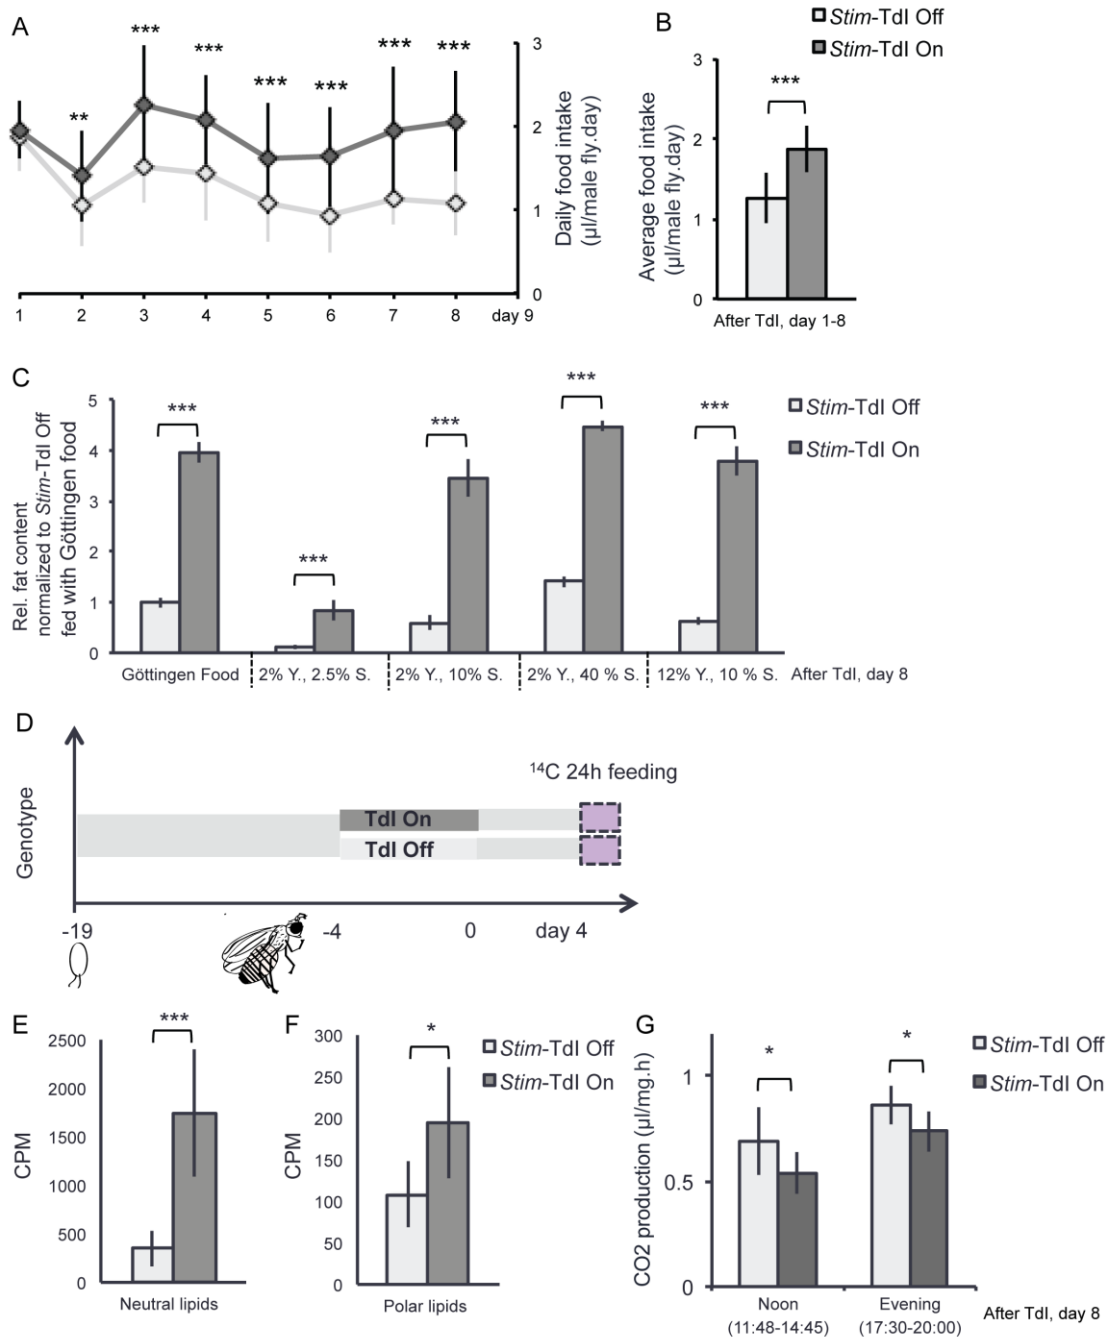 A
***
***
***
***
***
***
**
3
2
1
0
Daily food intake
(µl/male fly.day)
1
2
3
4
5
6
7
8
day 9
B
Stim-TdI Off
Stim-TdI On
3
2
1
0
Average food intake
(µl/male fly.day)
***
After TdI, day 1-8
C
Rel. fat content
normalized to Stim-TdI Off
fed with Göttingen food
5
4
3
2
1
0
***
***
***
***
***
Stim-TdI Off
Stim-TdI On
Göttingen Food
2% Y., 2.5% S.
2% Y., 10% S.
2% Y., 40 % S.
12% Y., 10 % S.
After TdI, day 8
D
Genotype
14C 24h feeding
TdI On
TdI Off
-19
-4
0
day 4
E
CPM
2500
2000
1500
1000
500
0
***
Neutral lipids
F
CPM
300
250
200
150
100
50
0
*
Polar lipids
Stim-TdI Off
Stim-TdI On
G
CO2 production (µl/mg.h)
1
0.5
0
*
*
Stim-TdI Off
Stim-TdI On
Noon
(11:48-14:45)
Evening
(17:30-20:00)
After TdI, day 8